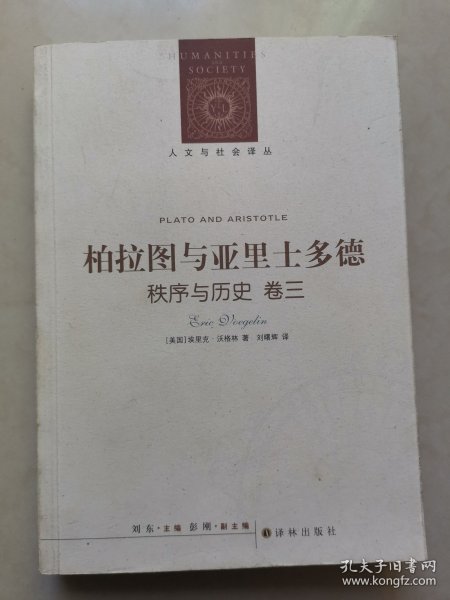 HUMANITIES
AND
SOCIETY
人文与社会译丛
PLATO AND ARISTOTLE
柏拉图与亚里士多德
秩序与历史 卷三
Eric Voegelin
[美国]埃里克·沃格林 著 刘曙辉 译
刘东·主编 彭刚·副主编
译林出版社
孔夫子旧书网
www.kongfz.com